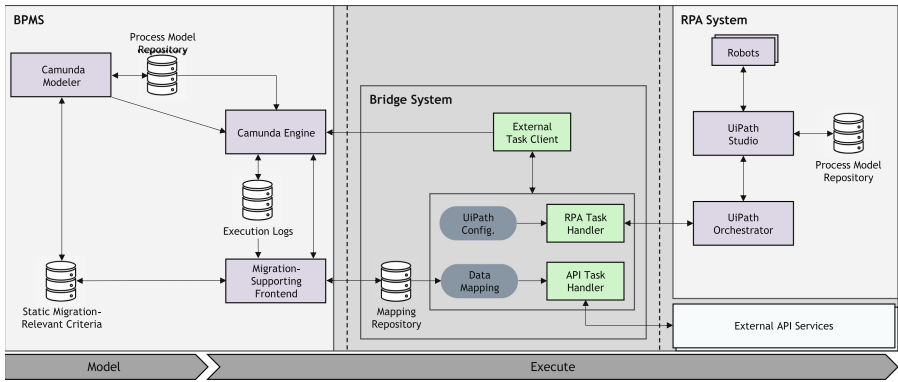 BPMS
Process Model
Repository
Camunda
Modeler
Camunda Engine
Execution Logs
Migration-
Supporting
Frontend
Static Migration-
Relevant Criteria
Bridge System
External
Task Client
UiPath
Config.
RPA Task
Handler
Data
Mapping
API Task
Handler
Mapping
Repository
RPA System
Robots
UiPath
Studio
Process Model
Repository
UiPath
Orchestrator
External API Services
Model
Execute